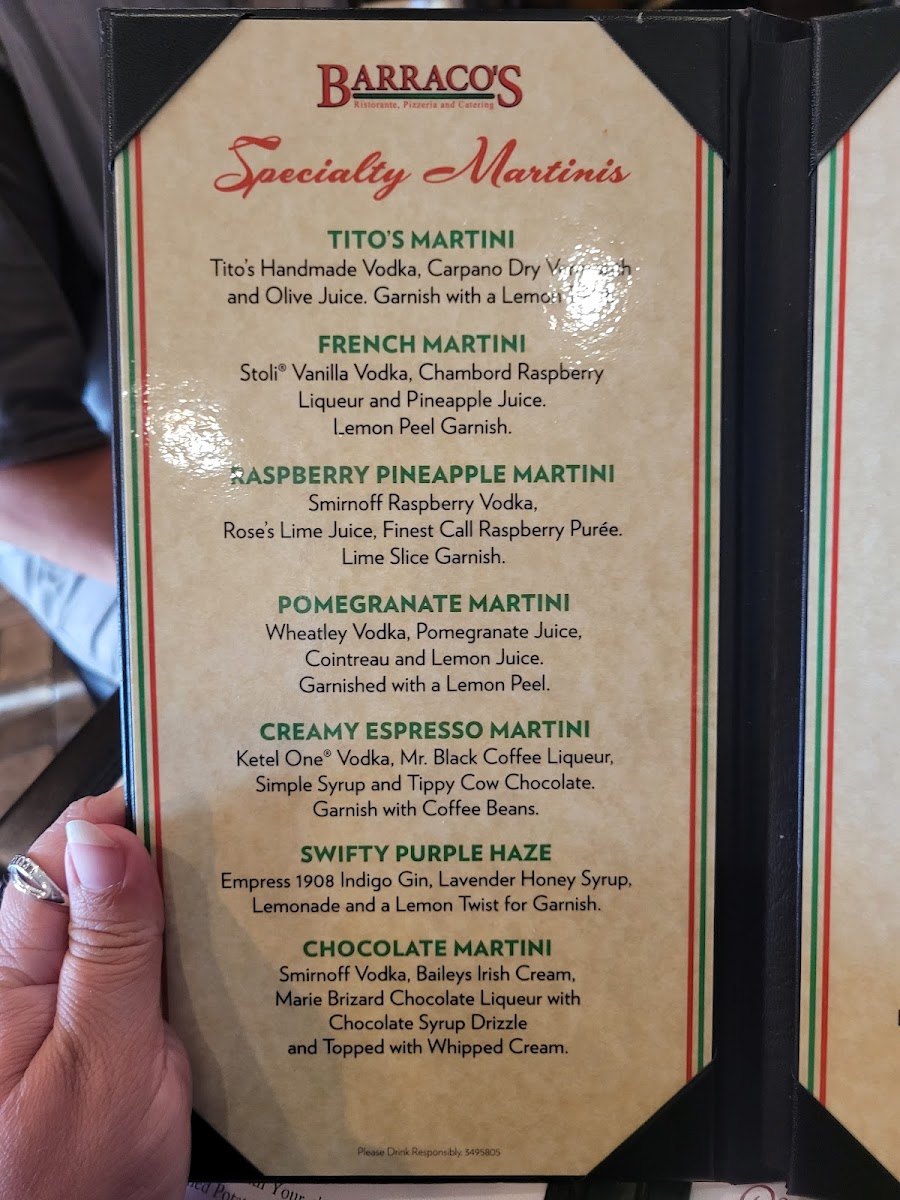 BARRACO'S
Ristorante, Pizzeria and Catering
Specialty Martinis
TITO'S MARTINI
Tito's Handmade Vodka, Carpano Dry
and Olive Juice. Garnish with a Lemon
FRENCH MARTINI
Stoli® Vanilla Vodka, Chambord Raspberry
Liqueur and Pineapple Juice.
Lemon Peel Garnish.
RASPBERRY PINEAPPLE MARTINI
Smirnoff Raspberry Vodka,
Rose's Lime Juice, Finest Call Raspberry Purée.
Lime Slice Garnish.
POMEGRANATE MARTINI
Wheatley Vodka, Pomegranate Juice,
Cointreau and Lemon Juice.
Garnished with a Lemon Peel.
CREAMY ESPRESSO MARTINI
Ketel One® Vodka, Mr. Black Coffee Liqueur,
Simple Syrup and Tippy Cow Chocolate.
Garnish with Coffee Beans.
SWIFTY PURPLE HAZE
Empress 1908 Indigo Gin, Lavender Honey Syrup,
Lemonade and a Lemon Twist for Garnish.
CHOCOLATE MARTINI
Smirnoff Vodka, Baileys Irish Cream,
Marie Brizard Chocolate Liqueur with
Chocolate Syrup Drizzle
and Topped with Whipped Cream.
Please Drink Responsibly. 3495805